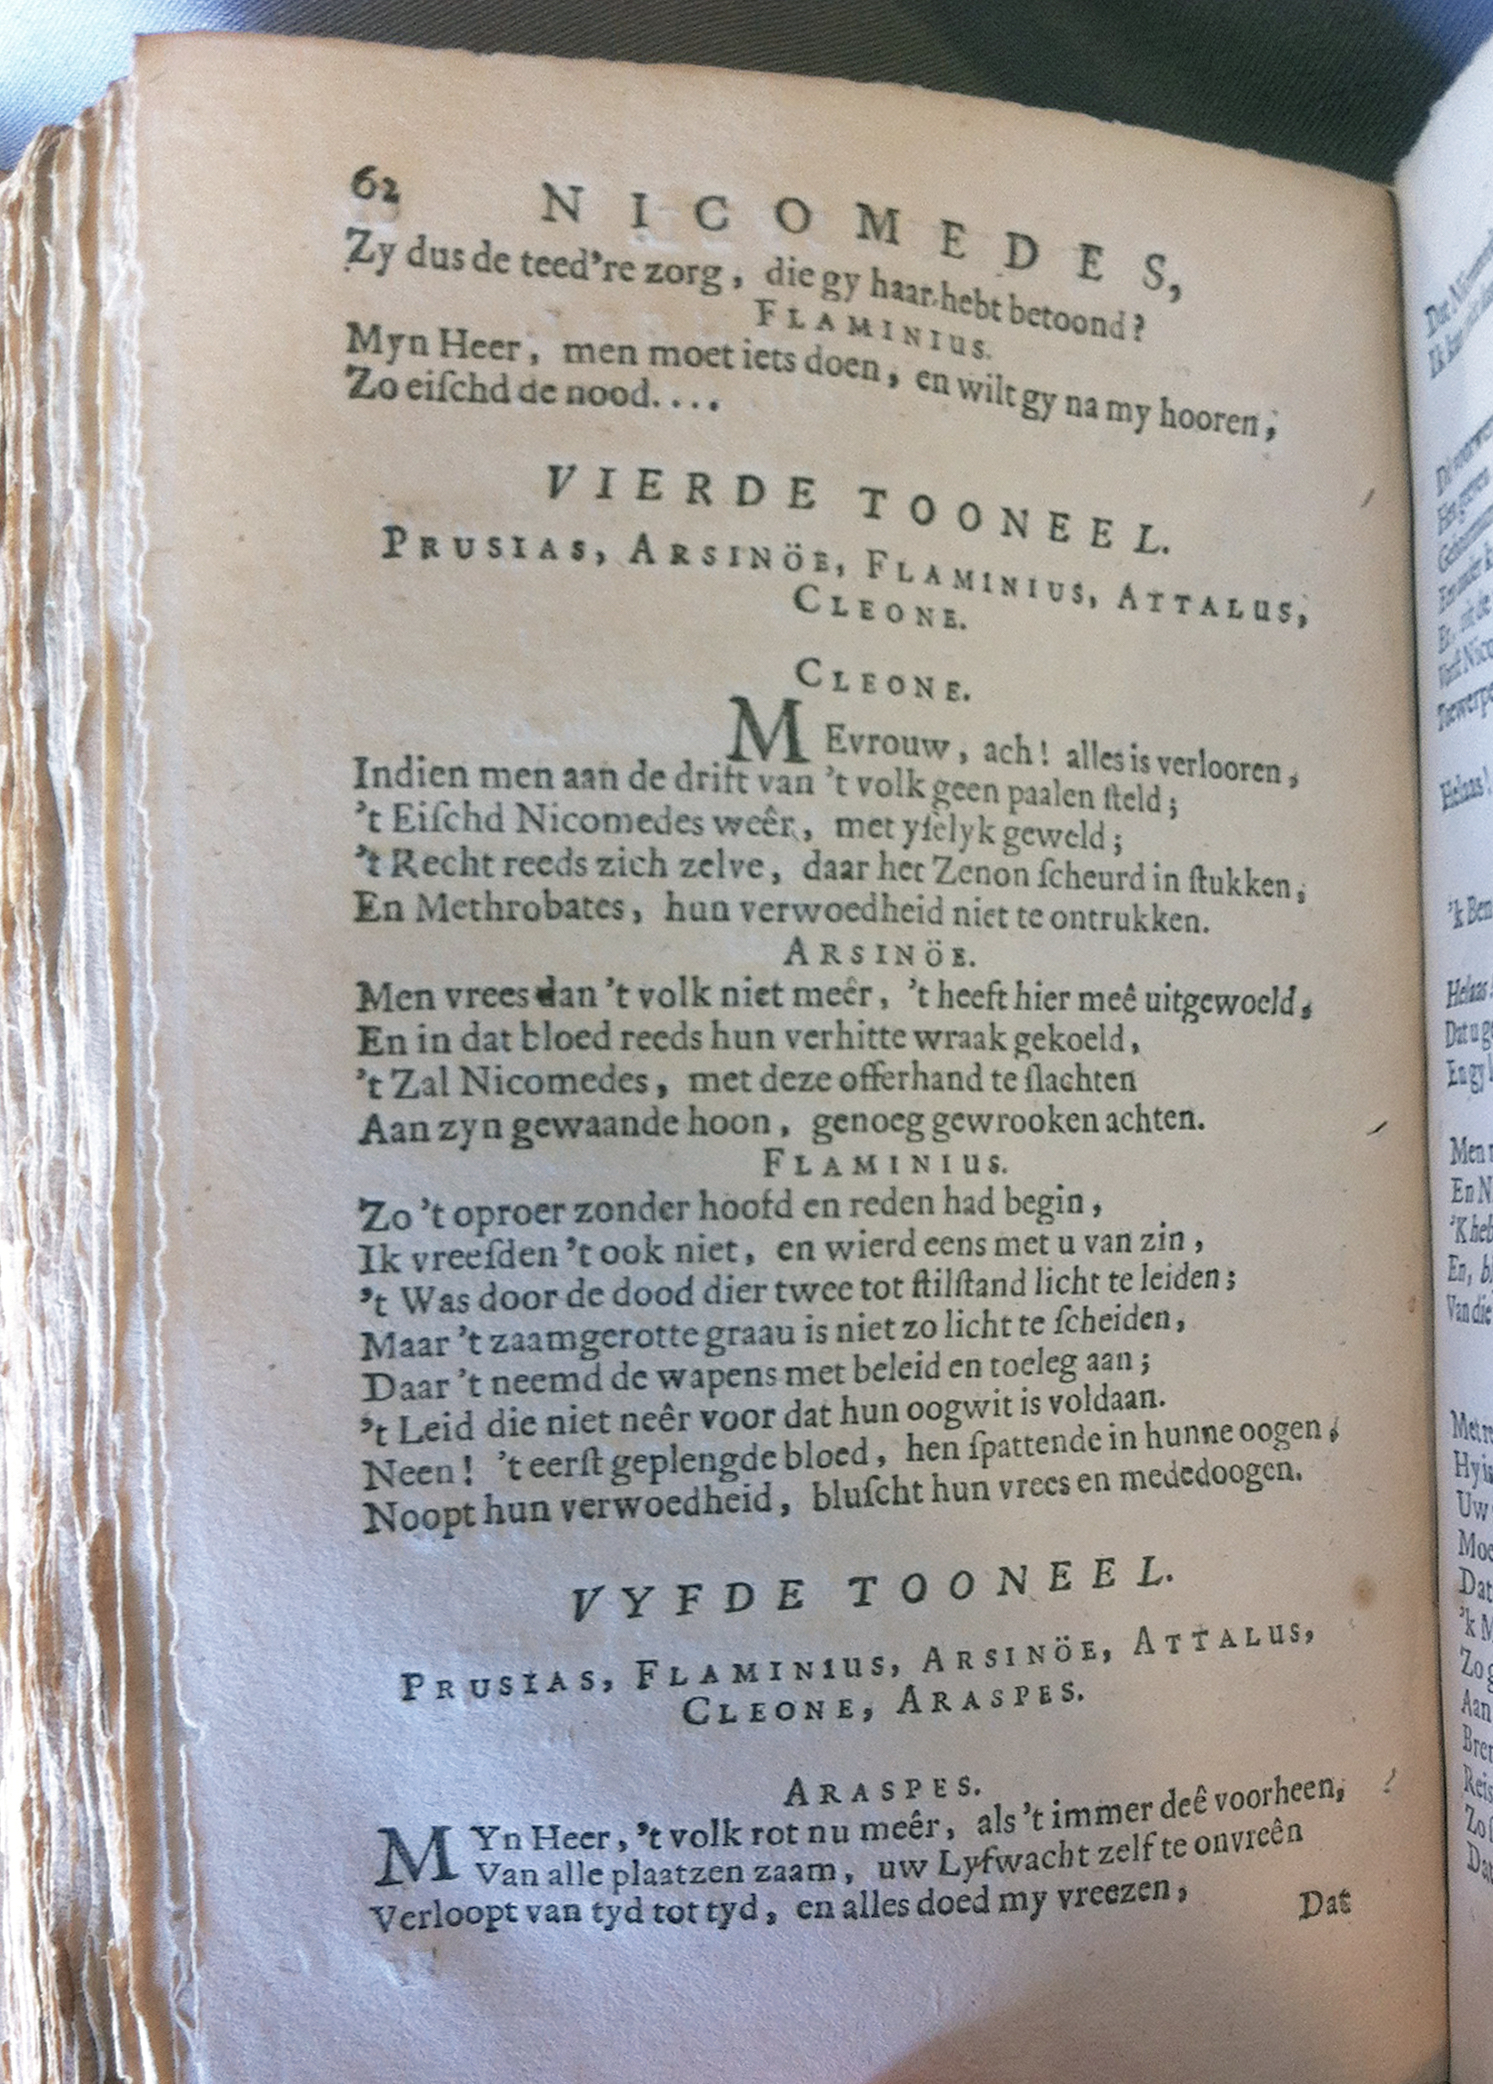 62 NICOMEDES,
Zy dus de teed're zorg, die gy haar hebt betoond?
FLAMINIUS.
Myn Heer, men moet iets doen, en wilt gy na my hooren,
Zo eiſchd de nood....
VIERDE TOONEEL.
PRUSIAS, ARSINÖE, FLAMINIUS, ATTALUS,
CLEONE.
CLEONE.
MEvrouw, ach! alles is verlooren,
Indien men aan de drift van 't volk geen paalen ſteld;
't Eiſchd Nicomedes weêr, met yſelyk geweld;
't Recht reeds zich zelve, daar het Zenon ſcheurd in ſtukken,
En Methrobates, hun verwoedheid niet te ontrukken.
ARSINÖE.
Men vrees dan 't volk niet meêr, 't heeft hier meê uitgewoeld,
En in dat bloed reeds hun verhitte wraak gekoeld,
't Zal Nicomedes, met deze offerhand te ſlachten
Aan zyn gewaande hoon, genoeg gewrooken achten.
FLAMINIUS.
Zo 't oproer zonder hoofd en reden had begin,
Ik vreeſden 't ook niet, en wierd eens met u van zin,
't Was door de dood dier twee tot ſtilſtand licht te leiden;
Maar 't zaamgerotte graau is niet zo licht te ſcheiden,
Daar 't neemd de wapens met beleid en toeleg aan;
't Leid die niet neêr voor dat hun oogwit is voldaan.
Neen! 't eerſt geplengde bloed, hen ſpattende in hunne oogen,
Noopt hun verwoedheid, bluſcht hun vrees en mededoogen.
VYFDE TOONEEL.
PRUSIAS, FLAMINIUS, ARSINÖE, ATTALUS,
CLEONE, ARASPES.
ARASPES.
MYn Heer, 't volk rot nu meêr, als 't immer deê voorheen,
Van alle plaatzen zaam, uw Lyfwacht zelf te onvreên
Verloopt van tyd tot tyd, en alles doed my vreezen,
Dat
'k Ben
Men
Dat
'k M
Aan